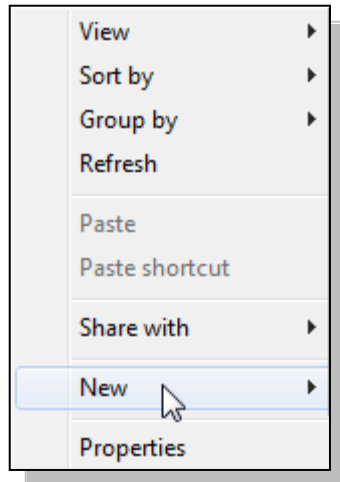 View
Sort by
Group by
Refresh
Paste
Paste shortcut
Share with
New
Properties